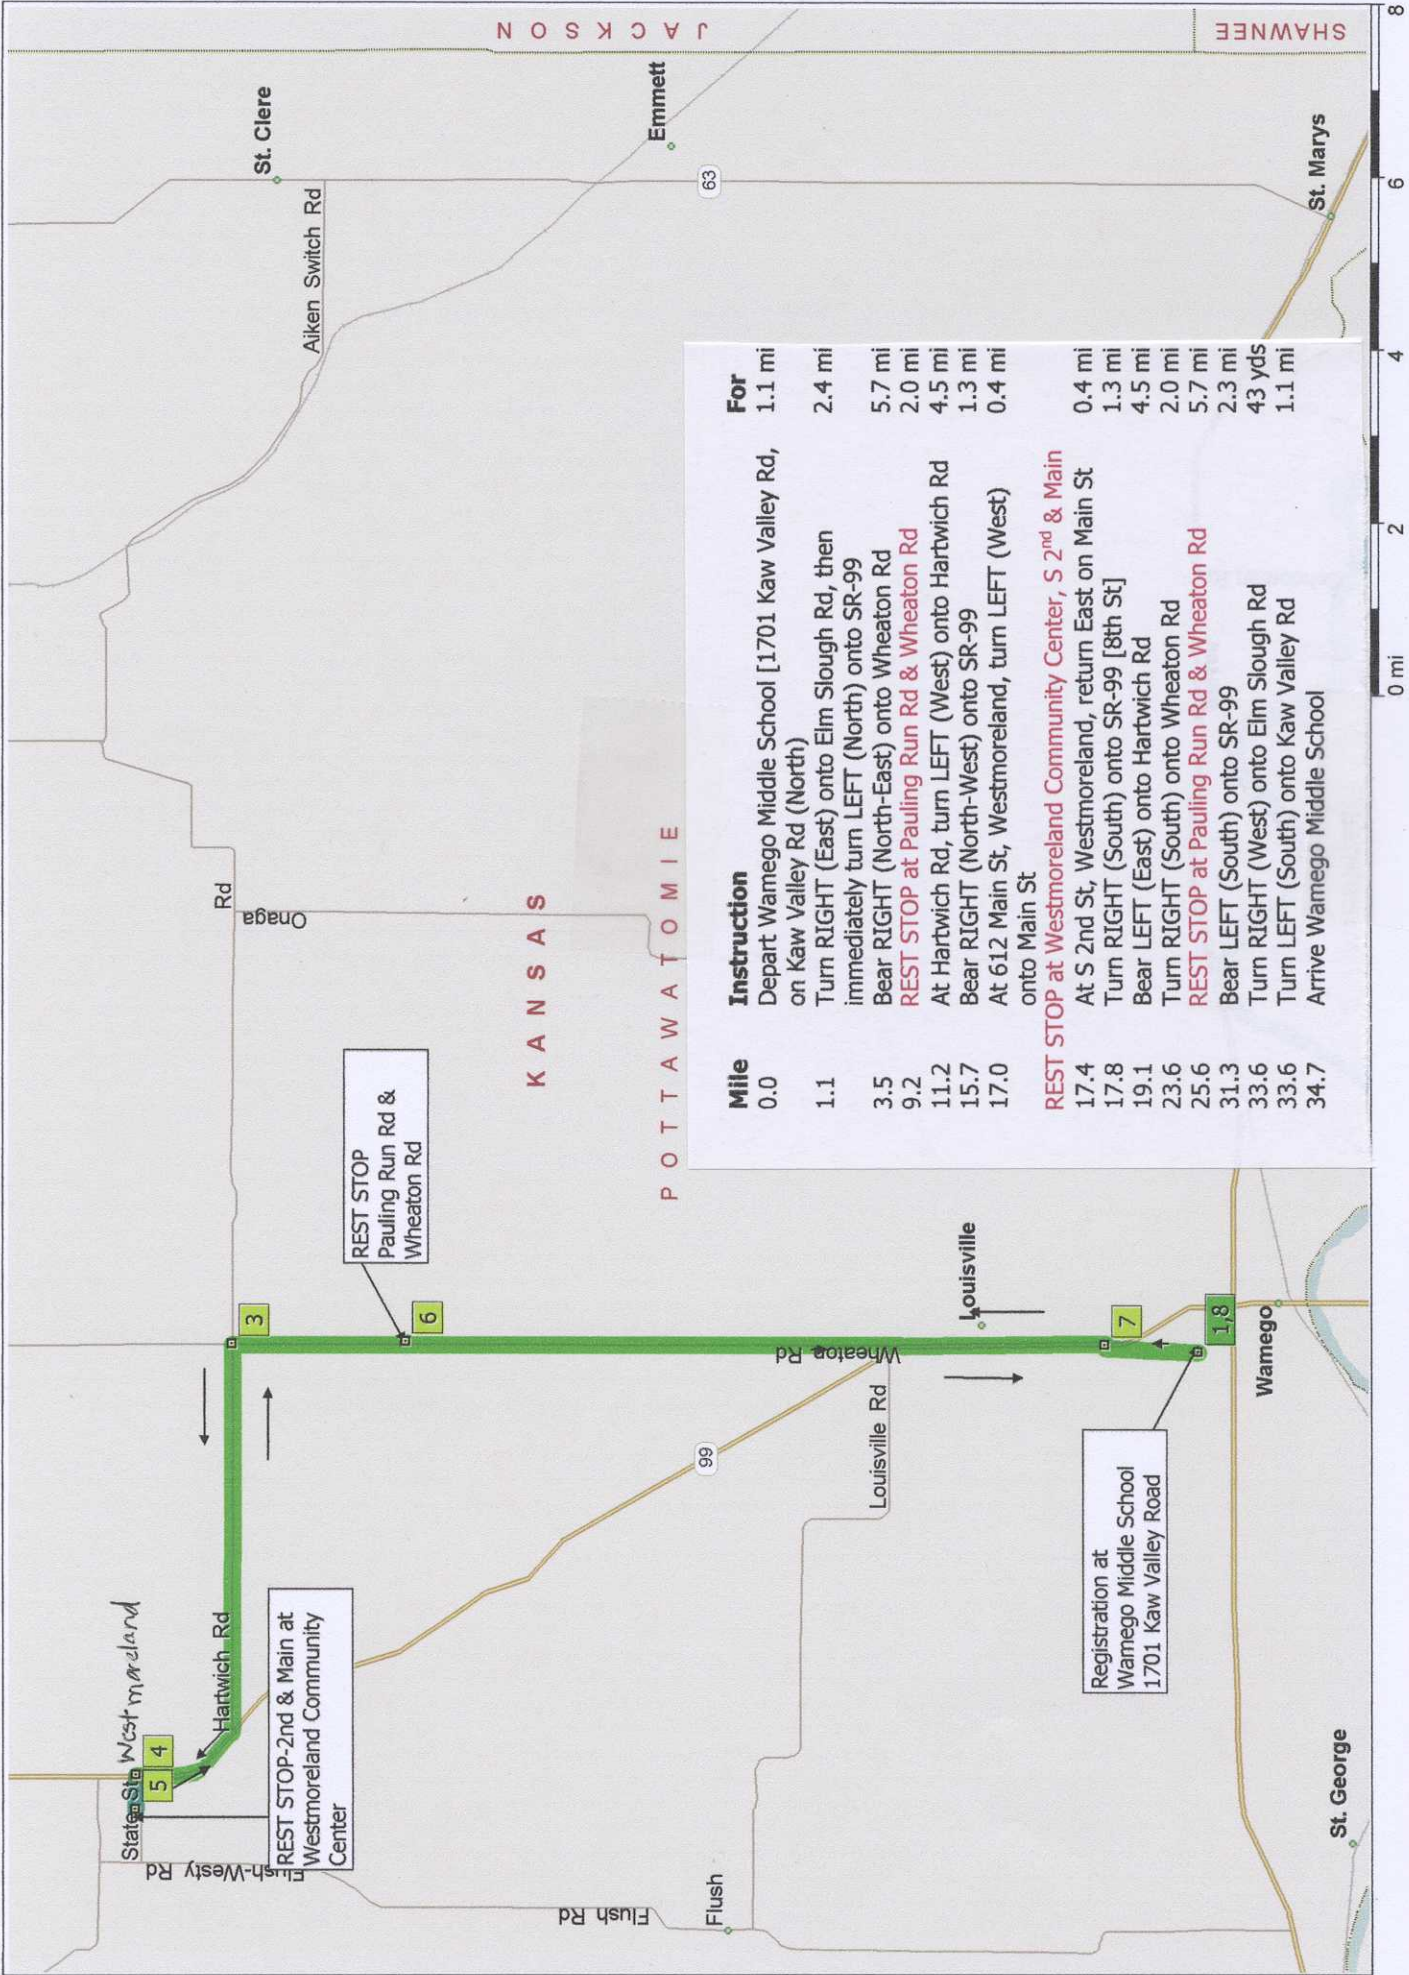 JACKSON
SHAWNEE
St. Clere
Emmett
Aiken Switch Rd
63
St. Marys
Rd
Onaga
KANSAS
POTTAWATOMIE
REST STOP
Pauling Run Rd &
Wheaton Rd
3
6
Louisville
7
1,8
Wamego
Wheaton Rd
Louisville Rd
99
Westmoreland
State St
4
5
Hartwich Rd
REST STOP-2nd & Main at
Westmoreland Community
Center
Flush-Westy Rd
Flush Rd
Flush
Registration at
Wamego Middle School
1701 Kaw Valley Road
St. George
Mile Instruction For
0.0 Depart Wamego Middle School [1701 Kaw Valley Rd, 1.1 mi
on Kaw Valley Rd (North)
1.1 Turn RIGHT (East) onto Elm Slough Rd, then 2.4 mi
immediately turn LEFT (North) onto SR-99
3.5 Bear RIGHT (North-East) onto Wheaton Rd 5.7 mi
9.2 REST STOP at Pauling Run Rd & Wheaton Rd 2.0 mi
11.2 At Hartwich Rd, turn LEFT (West) onto Hartwich Rd 4.5 mi
15.7 Bear RIGHT (North-West) onto SR-99 1.3 mi
17.0 At 612 Main St, Westmoreland, turn LEFT (West) 0.4 mi
onto Main St
REST STOP at Westmoreland Community Center, S 2nd & Main
17.4 At S 2nd St, Westmoreland, return East on Main St 0.4 mi
17.8 Turn RIGHT (South) onto SR-99 [8th St] 1.3 mi
19.1 Bear LEFT (East) onto Hartwich Rd 4.5 mi
23.6 Turn RIGHT (South) onto Wheaton Rd 2.0 mi
25.6 REST STOP at Pauling Run Rd & Wheaton Rd 5.7 mi
31.3 Bear LEFT (South) onto SR-99 2.3 mi
33.6 Turn RIGHT (West) onto Elm Slough Rd 43 yds
33.6 Turn LEFT (South) onto Kaw Valley Rd 1.1 mi
34.7 Arrive Wamego Middle School
0 mi 2 4 6 8